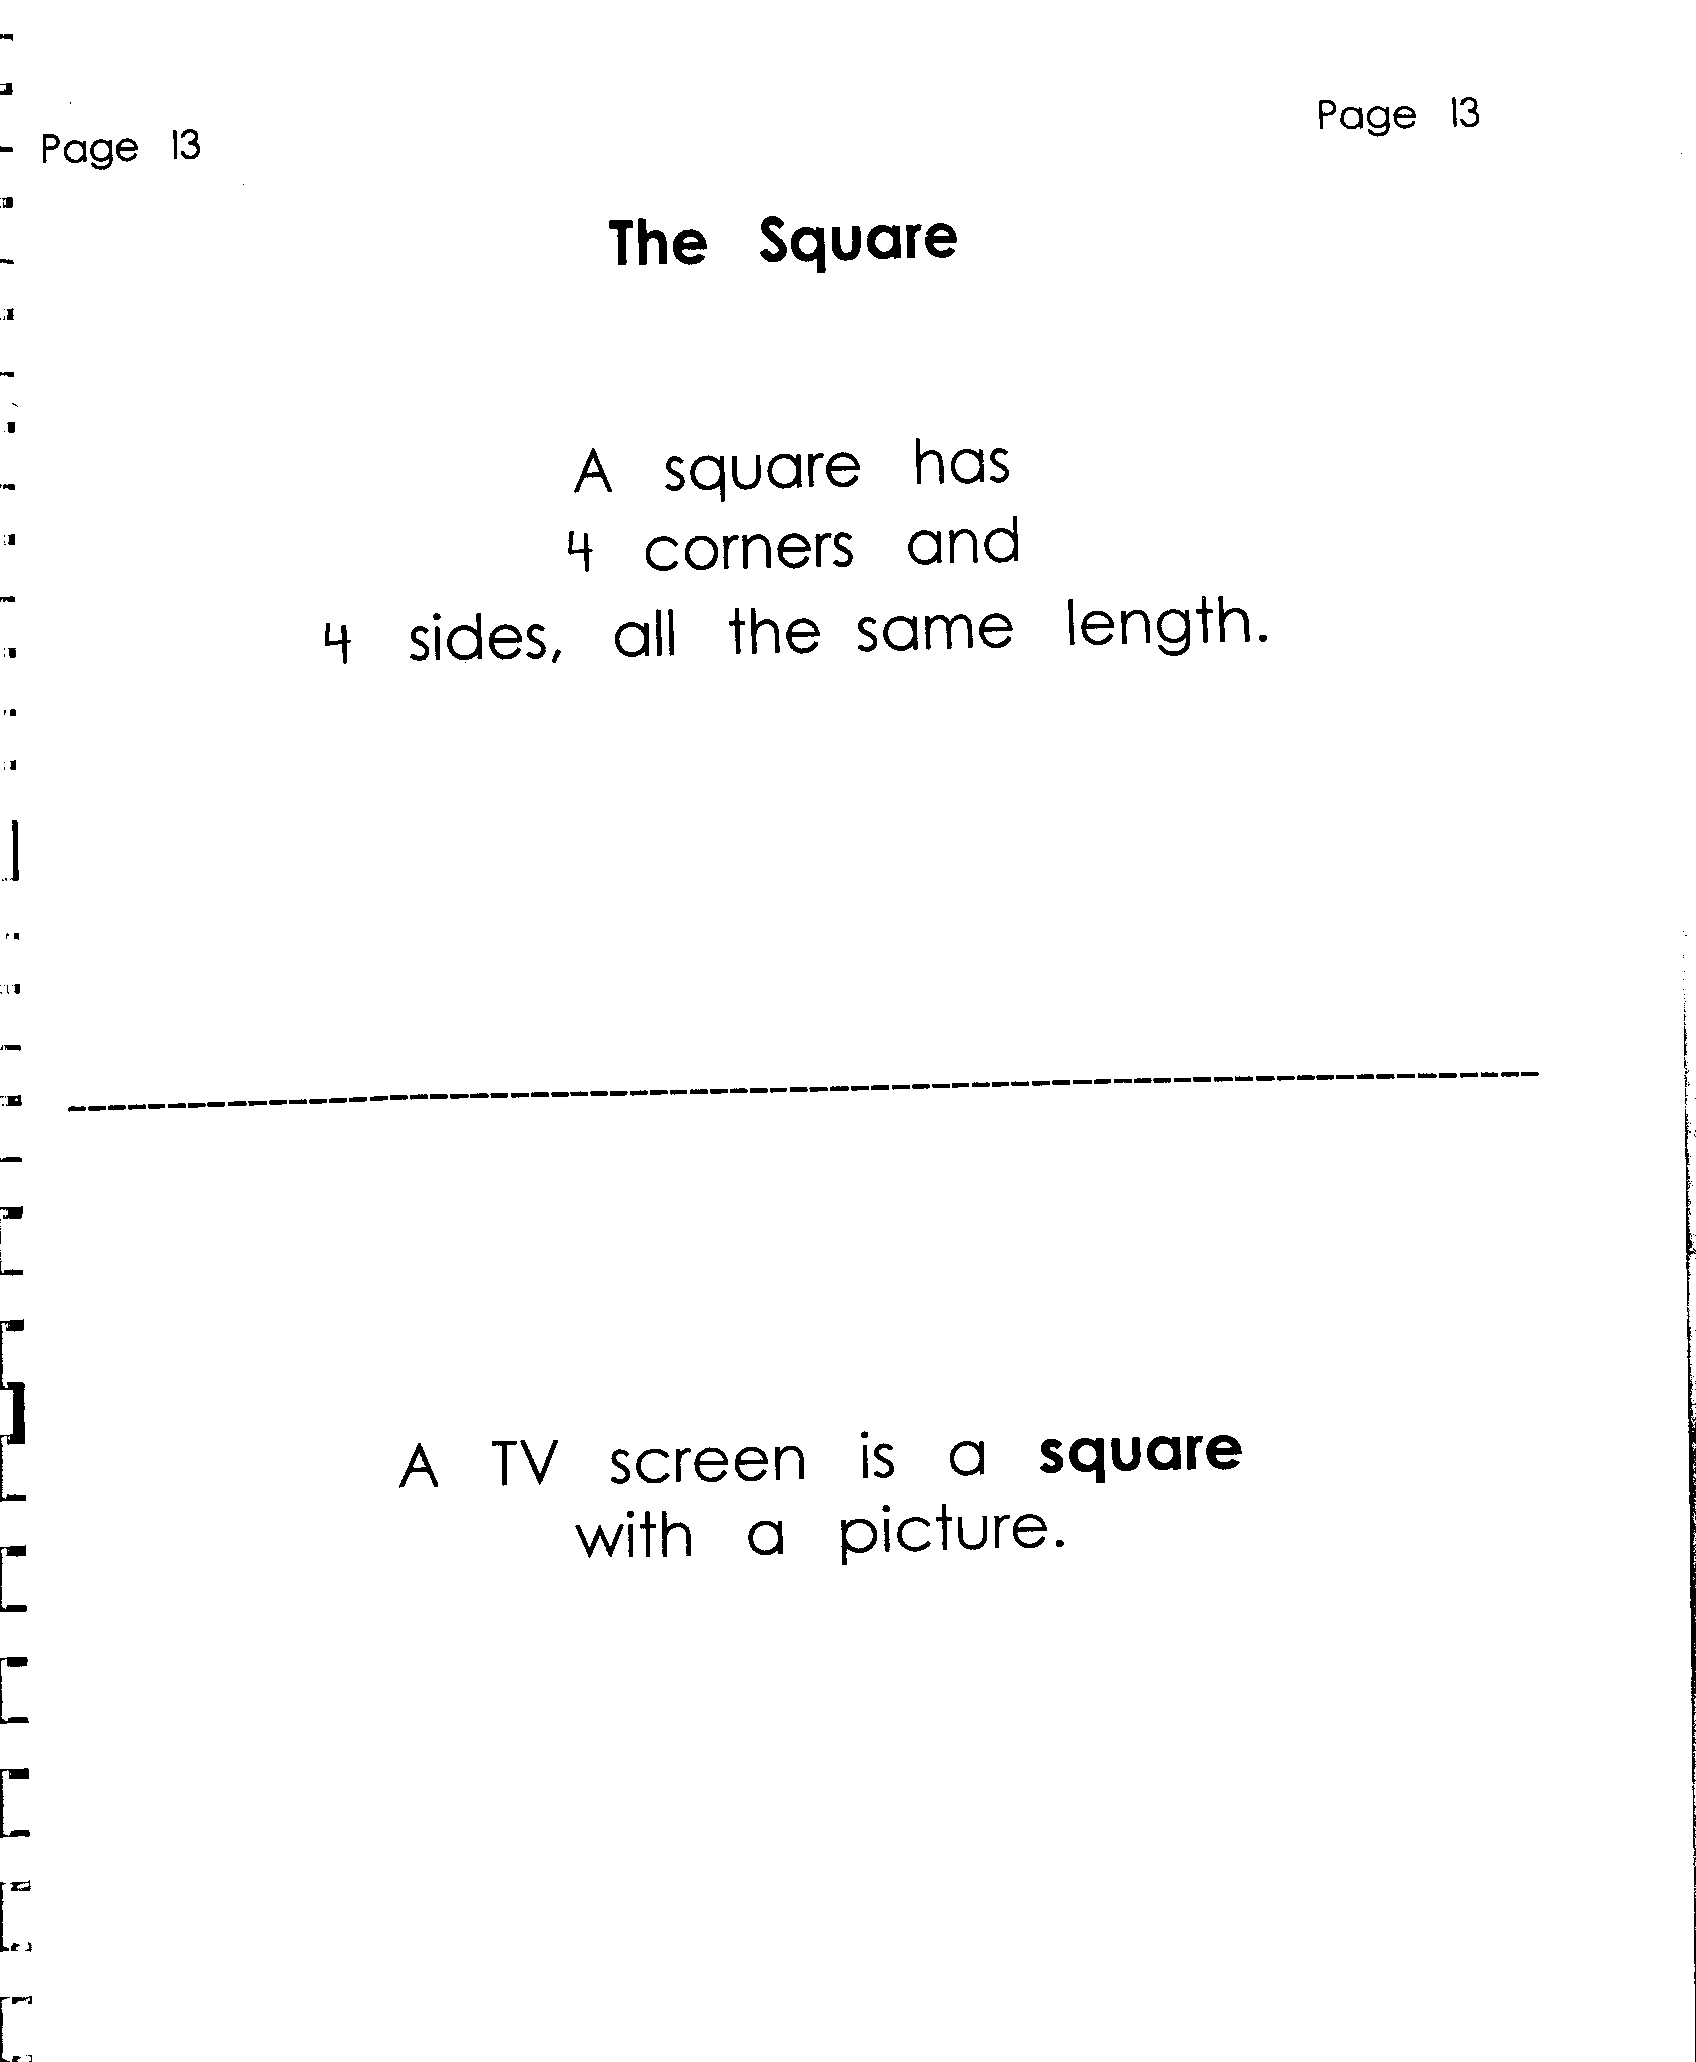 Page 13
Page 13
The Square
A square has
4 corners and
4 sides, all the same length.
A TV screen is a square
with a picture.